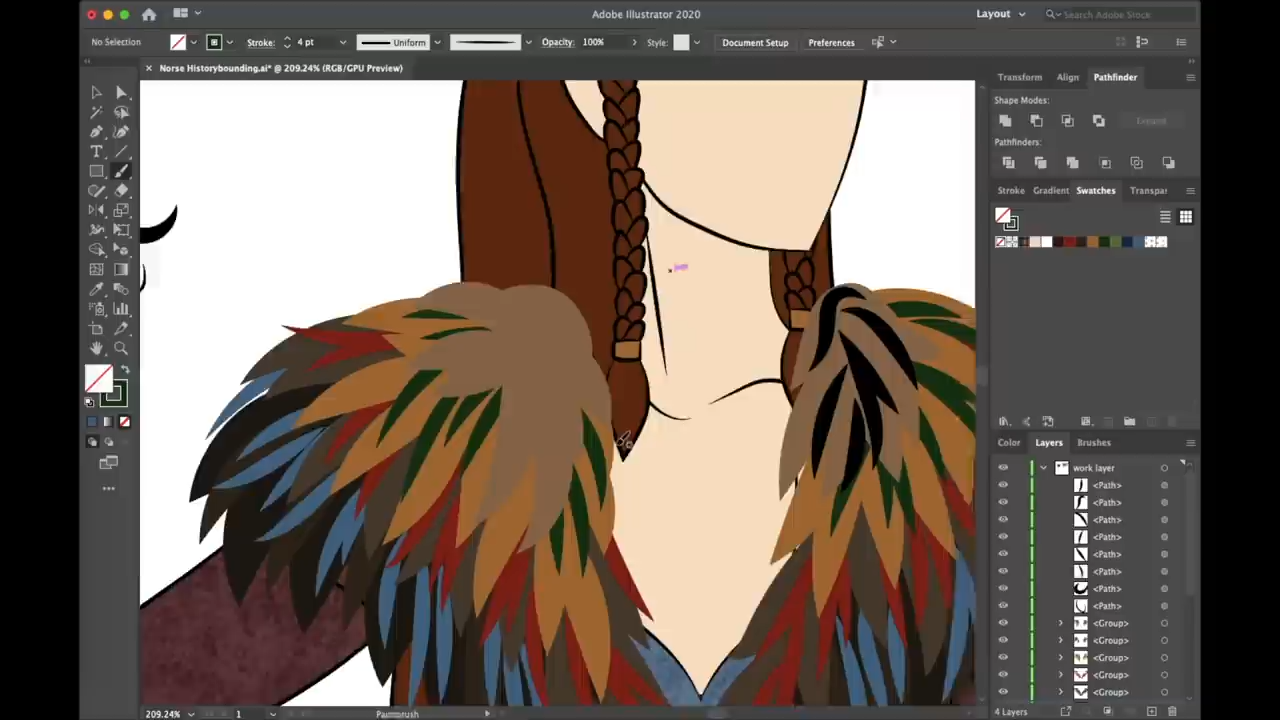 Adobe Illustrator 2020
Layout
Search Adobe Stock
No Selection
Stroke:
4 pt
Uniform
Opacity:
100%
Style:
Document Setup
Preferences
× Norse Historybounding.ai* @ 209.24% (RGB/GPU Preview)
Transform
Align
Pathfinder
Shape Modes:
Expand
Pathfinders:
Stroke
Gradient
Swatches
Transpar
Color
Layers
Brushes
work layer
<Path>
<Path>
<Path>
<Path>
<Path>
<Path>
<Path>
<Path>
<Group>
<Group>
<Group>
<Group>
<Group>
4 Layers
209.24%
1
Paintbrush